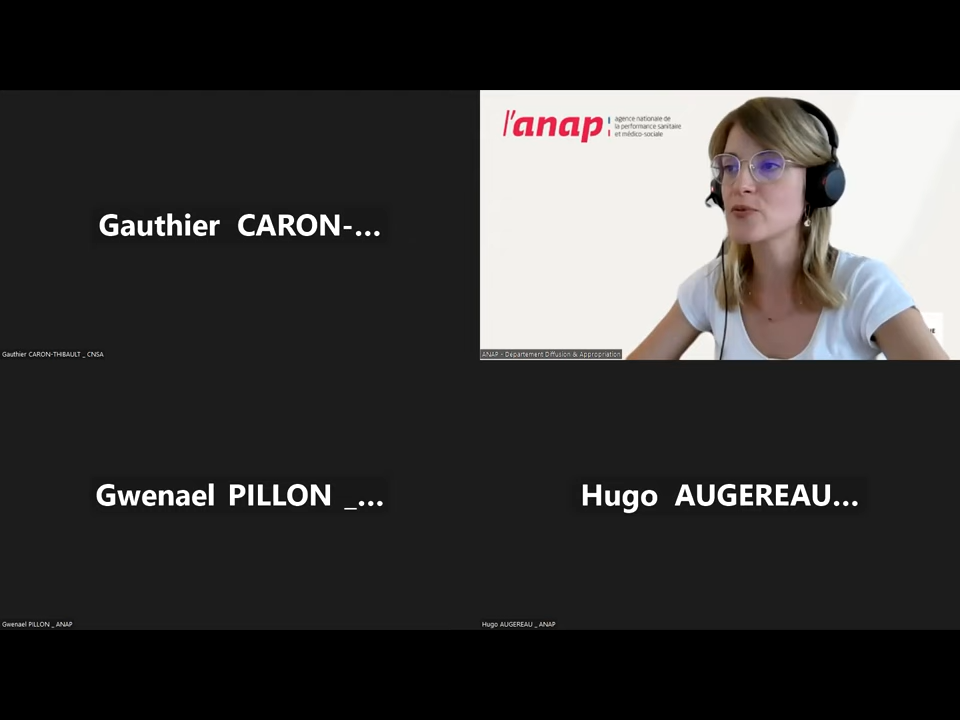 l'anap
agence nationale de
la performance sanitaire
et médico-sociale
Gauthier CARON-...
Gauthier CARON-THIBAULT _ CNSA
ANAP - Departement Diffusion & Appropriation
Gwenael PILLON _...
Hugo AUGEREAU...
Gwenael PILLON _ ANAP
Hugo AUGEREAU _ ANAP